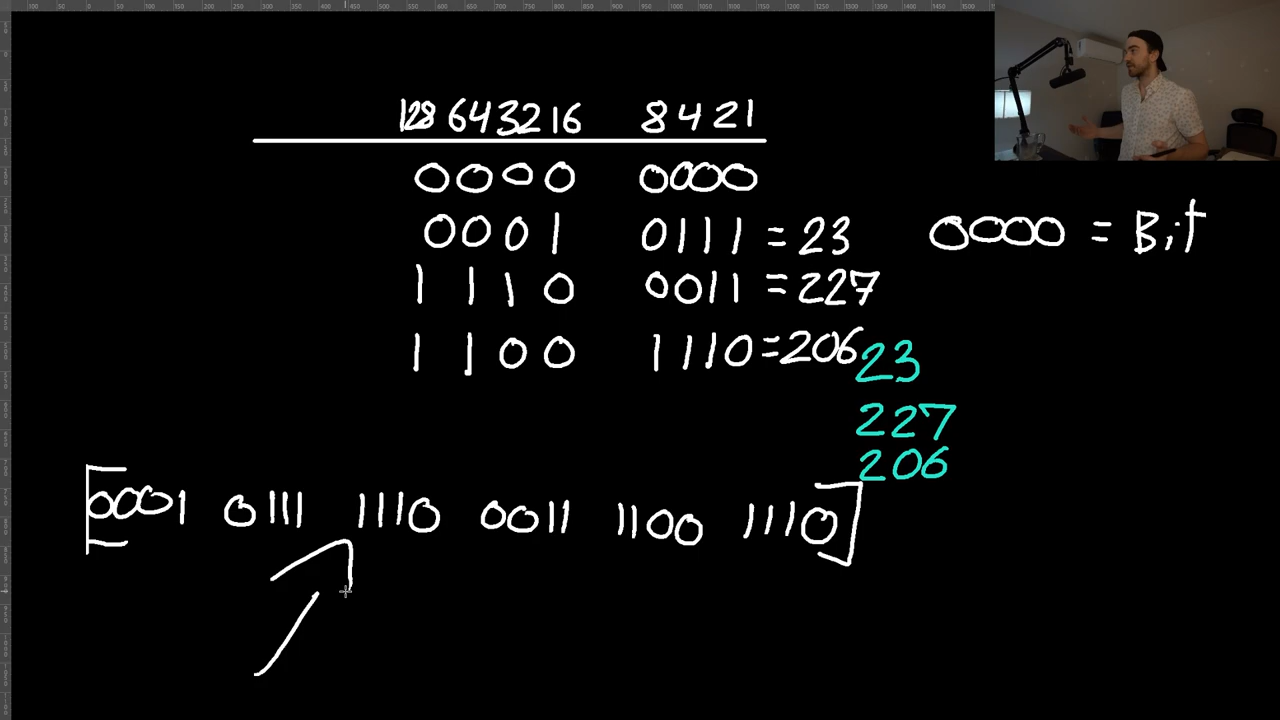 128 64 32 16 8 4 2 1
0000 0000
0001 0111 = 23
0000 = Bit
1110 0011 = 227
1100 1110 = 206
23
227
206
[0001 0111 1110 0011 1100 1110]